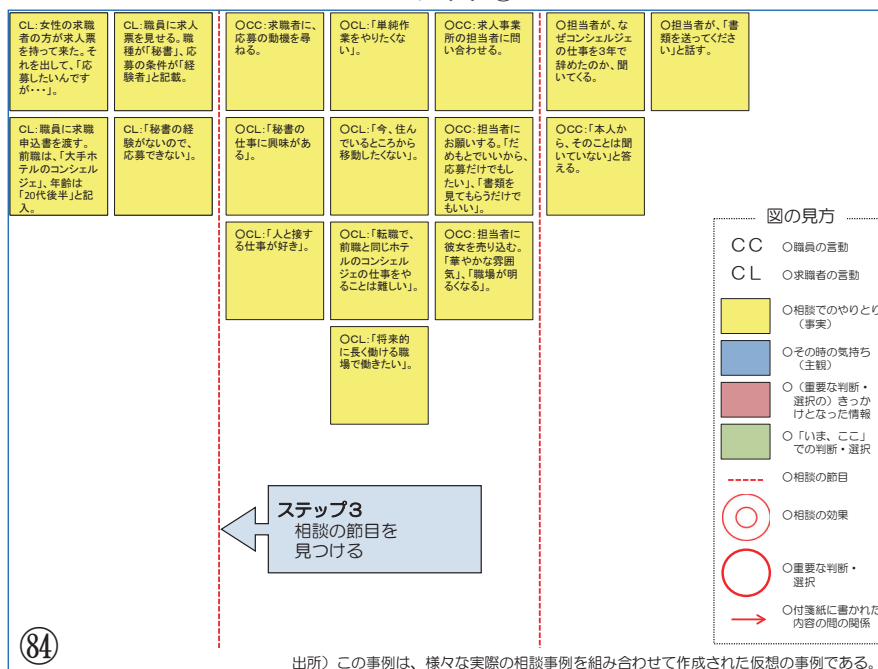 CL:女性の求職
者の方が求人票
を持って来た。そ
れを出して、「応
募したいんです
が・・・」。
CL:職員に求人
票を見せる。職
種が「秘書」、応
募の条件が「経
験者」と記載。
CL:職員に求職
申込書を渡す。
前職は、「大手ホ
テルのコンシェル
ジェ」、年齢は
「20代後半」と記
入。
CL:「秘書の経
験がないので、
応募できない」。
〇CC:求職者に、
応募の動機を尋
ねる。
〇CL:「単純作
業をやりたくな
い」。
〇CC:求人事業
所の担当者に問
い合わせる。
〇CL:「秘書の
仕事に興味があ
る」。
〇CL:「今、住ん
でいるところから
移動したくない」。
〇CC:担当者に
お願いする。「だ
めもとでいいから、
応募だけでもし
たい」、「書類を
見てもらうだけで
もいい」。
〇CL:「人と接す
る仕事が好き」。
〇CL:「転職で、
前職と同じホテ
ルのコンシェル
ジェの仕事をや
ることは難しい」。
〇CC:担当者に
彼女を売り込む。
「華やかな雰囲
気」、「職場が明
るくなる」。
〇CL:「将来的
に長く働ける職
場で働きたい」。
〇担当者が、な
ぜコンシェルジェ
の仕事を3年で
辞めたのか、聞
いてくる。
〇担当者が、「書
類を送ってくださ
い」と話す。
〇CC:「本人か
ら、そのことは聞
いていない」と答
える。
ステップ3
相談の節目を
見つける
図の見方
CC 〇職員の言動
CL 〇求職者の言動
〇相談でのやりとり
(事実)
〇その時の気持ち
(主観)
〇(重要な判断・
選択の)きっか
けとなった情報
〇「いま、ここ」
での判断・選択
〇相談の節目
〇相談の効果
〇重要な判断・
選択
〇付箋紙に書かれた
内容の間の関係
84
出所)この事例は、様々な実際の相談事例を組み合わせて作成された仮想の事例である。